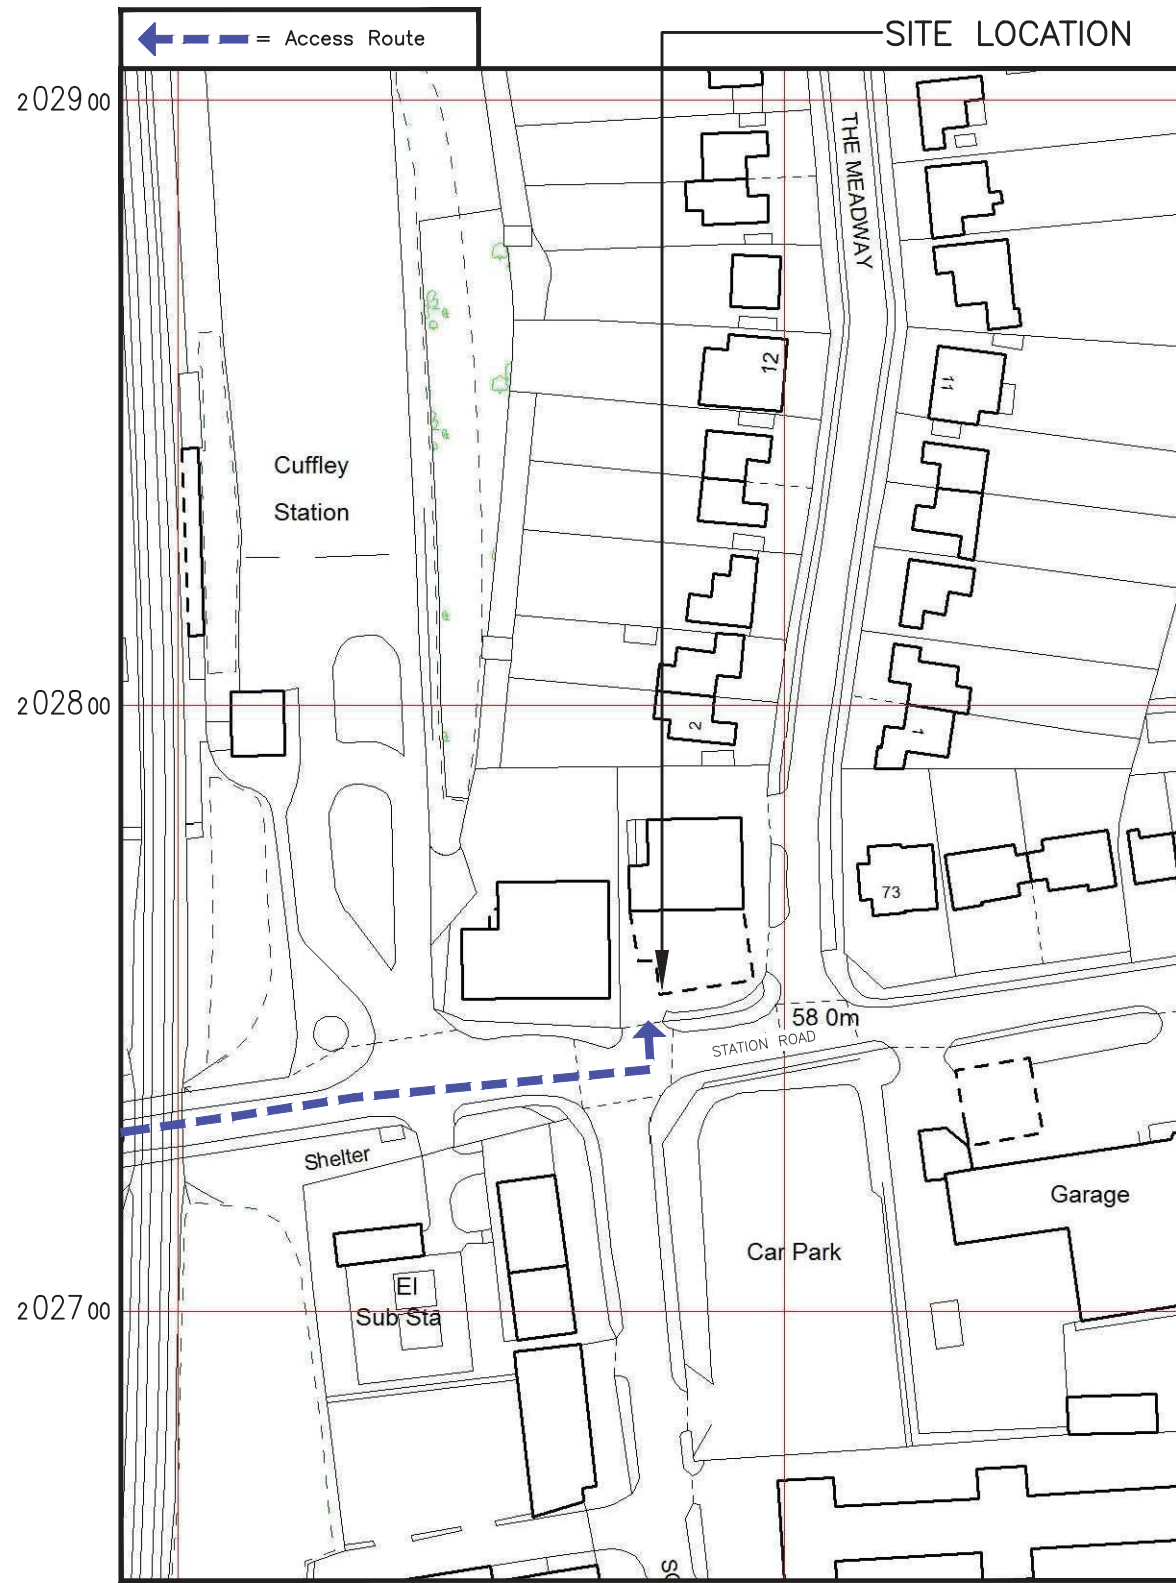 = Access Route
SITE LOCATION
202900
THE MEADWAY
12
11
Cuffley
Station
202800
2
1
73
58 0m
STATION ROAD
Shelter
Garage
Car Park
El
Sub Sta
202700